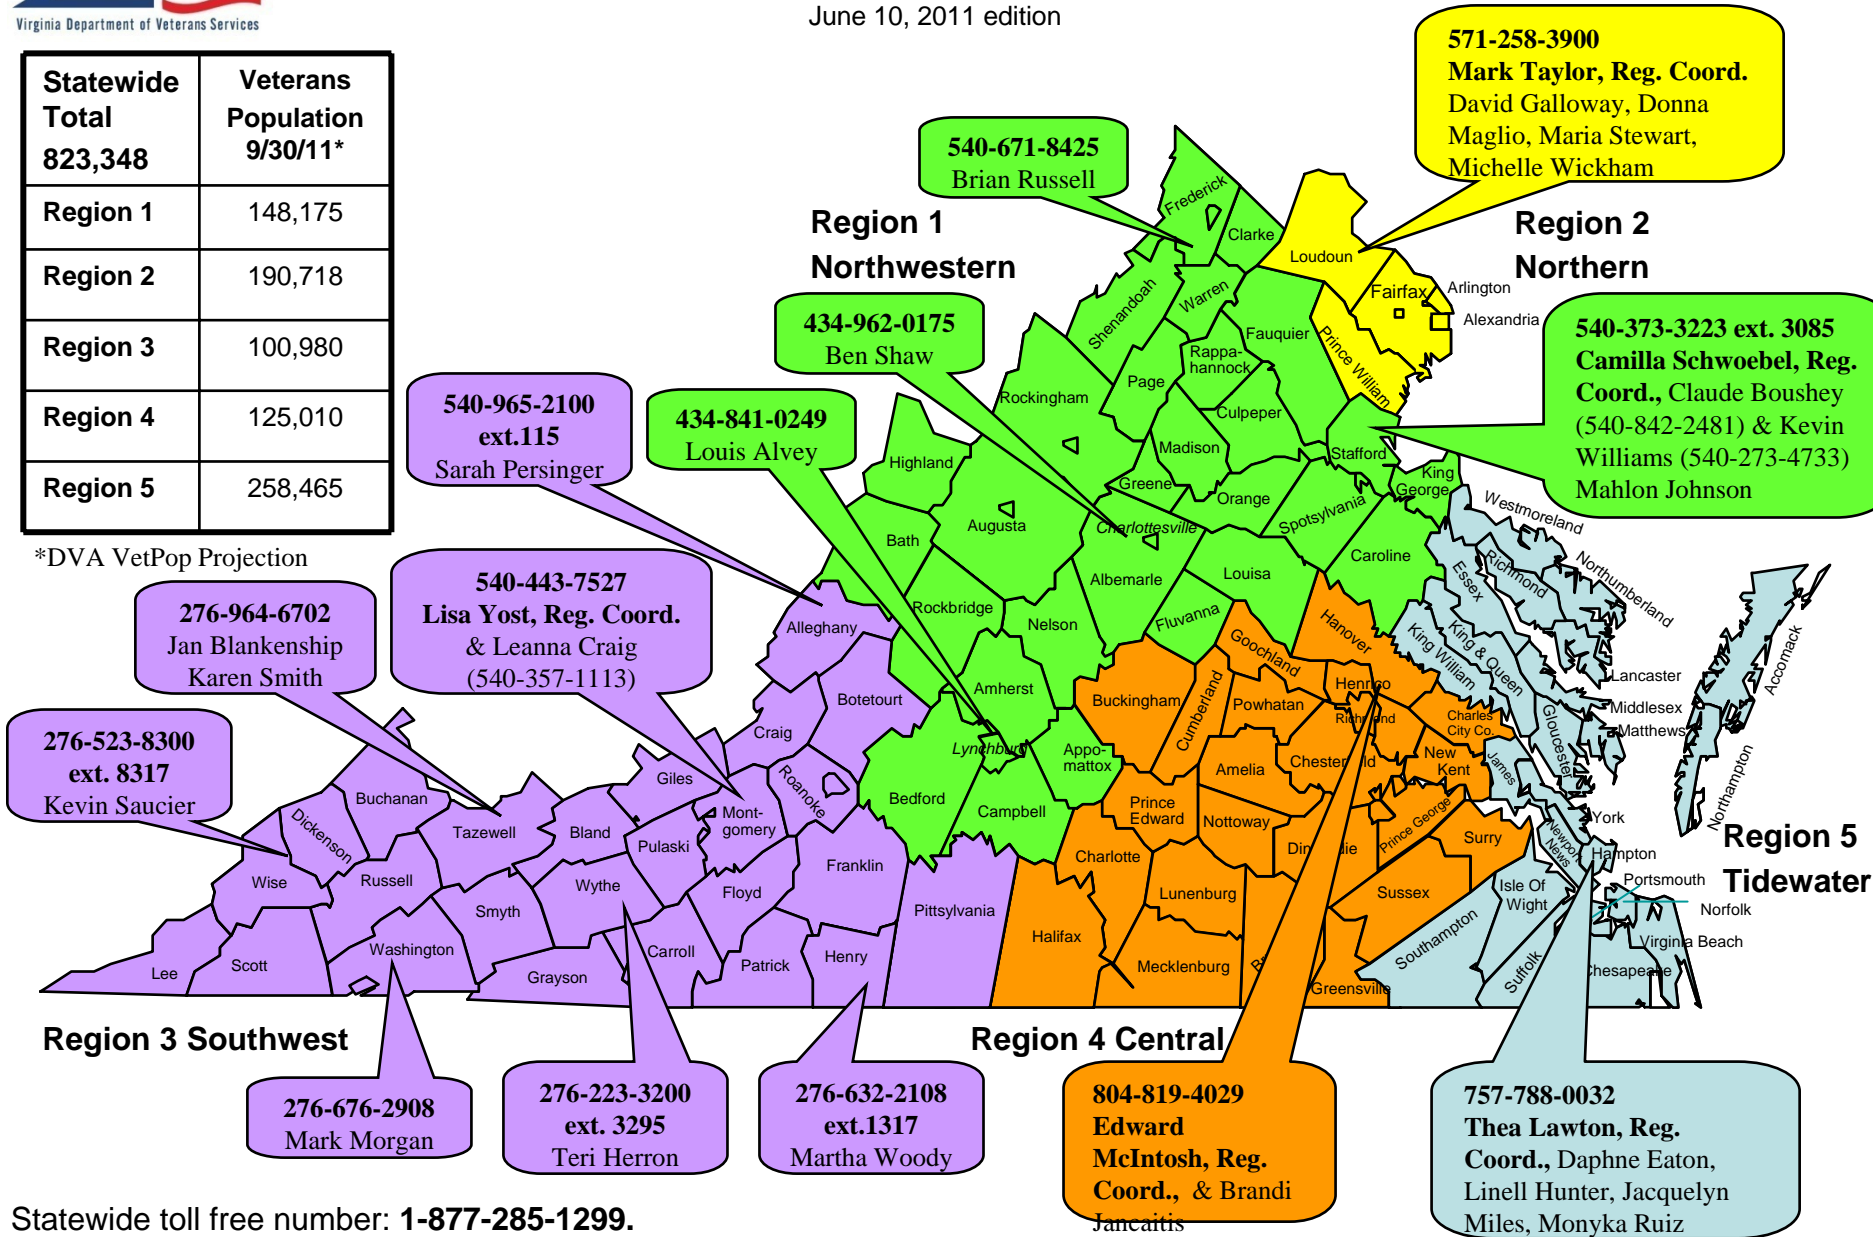 Virginia Department of Veterans Services
June 10, 2011 edition
Statewide Total 823,348
Veterans Population 9/30/11*
Region 1 148,175
Region 2 190,718
Region 3 100,980
Region 4 125,010
Region 5 258,465
*DVA VetPop Projection
571-258-3900
Mark Taylor, Reg. Coord.
David Galloway, Donna
Maglio, Maria Stewart,
Michelle Wickham
540-671-8425
Brian Russell
Region 1
Northwestern
Region 2
Northern
434-962-0175
Ben Shaw
540-373-3223 ext. 3085
Camilla Schwoebel, Reg.
Coord., Claude Boushey
(540-842-2481) & Kevin
Williams (540-273-4733)
Mahlon Johnson
540-965-2100
ext.115
Sarah Persinger
434-841-0249
Louis Alvey
540-443-7527
Lisa Yost, Reg. Coord.
& Leanna Craig
(540-357-1113)
276-964-6702
Jan Blankenship
Karen Smith
276-523-8300
ext. 8317
Kevin Saucier
Frederick
Clarke
Loudoun
Fairfax
Arlington
Alexandria
Prince William
Shenandoah
Warren
Fauquier
Rappa-
hannock
Page
Rockingham
Culpeper
Madison
Stafford
King
George
Highland
Greene
Orange
Spotsylvania
Augusta
Charlottesville
Bath
Albemarle
Louisa
Caroline
Westmoreland
Richmond
Northumberland
Essex
Rockbridge
Nelson
Fluvanna
Goochland
Hanover
King William
King & Queen
Lancaster
Accomack
Alleghany
Botetourt
Amherst
Buckingham
Cumberland
Powhatan
Henrico
Richmond
Charles
City Co.
New
Kent
Gloucester
Middlesex
Matthews
Northampton
Craig
Lynchburg
Appo-
mattox
Amelia
Chesterfield
James
York
Giles
Roanoke
Bedford
Campbell
Prince
Edward
Nottoway
Dinwiddie
Prince George
Surry
Newport
News
Hampton
Buchanan
Dickenson
Tazewell
Bland
Mont-
gomery
Pulaski
Franklin
Charlotte
Lunenburg
Sussex
Isle Of
Wight
Portsmouth
Norfolk
Virginia Beach
Chesapeake
Wise
Russell
Smyth
Wythe
Floyd
Pittsylvania
Halifax
Mecklenburg
Greensville
Southampton
Suffolk
Lee
Scott
Washington
Grayson
Carroll
Patrick
Henry
Region 5
Tidewater
Region 3 Southwest
Region 4 Central
276-676-2908
Mark Morgan
276-223-3200
ext. 3295
Teri Herron
276-632-2108
ext.1317
Martha Woody
804-819-4029
Edward
McIntosh, Reg.
Coord., & Brandi
Jancaitis
757-788-0032
Thea Lawton, Reg.
Coord., Daphne Eaton,
Linell Hunter, Jacquelyn
Miles, Monyka Ruiz
Statewide toll free number: 1-877-285-1299.